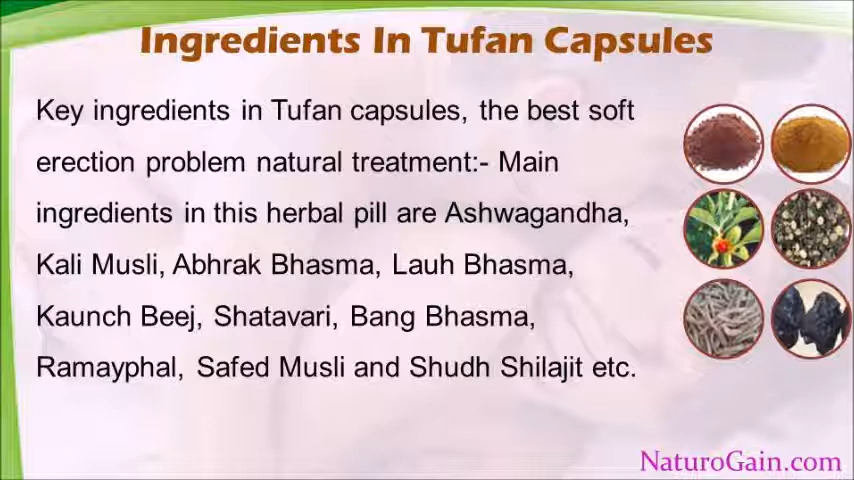 Ingredients In Tufan Capsules
Key ingredients in Tufan capsules, the best soft
erection problem natural treatment:- Main
ingredients in this herbal pill are Ashwagandha,
Kali Musli, Abhrak Bhasma, Lauh Bhasma,
Kaunch Beej, Shatavari, Bang Bhasma,
Ramayphal, Safed Musli and Shudh Shilajit etc.
NaturoGain.com